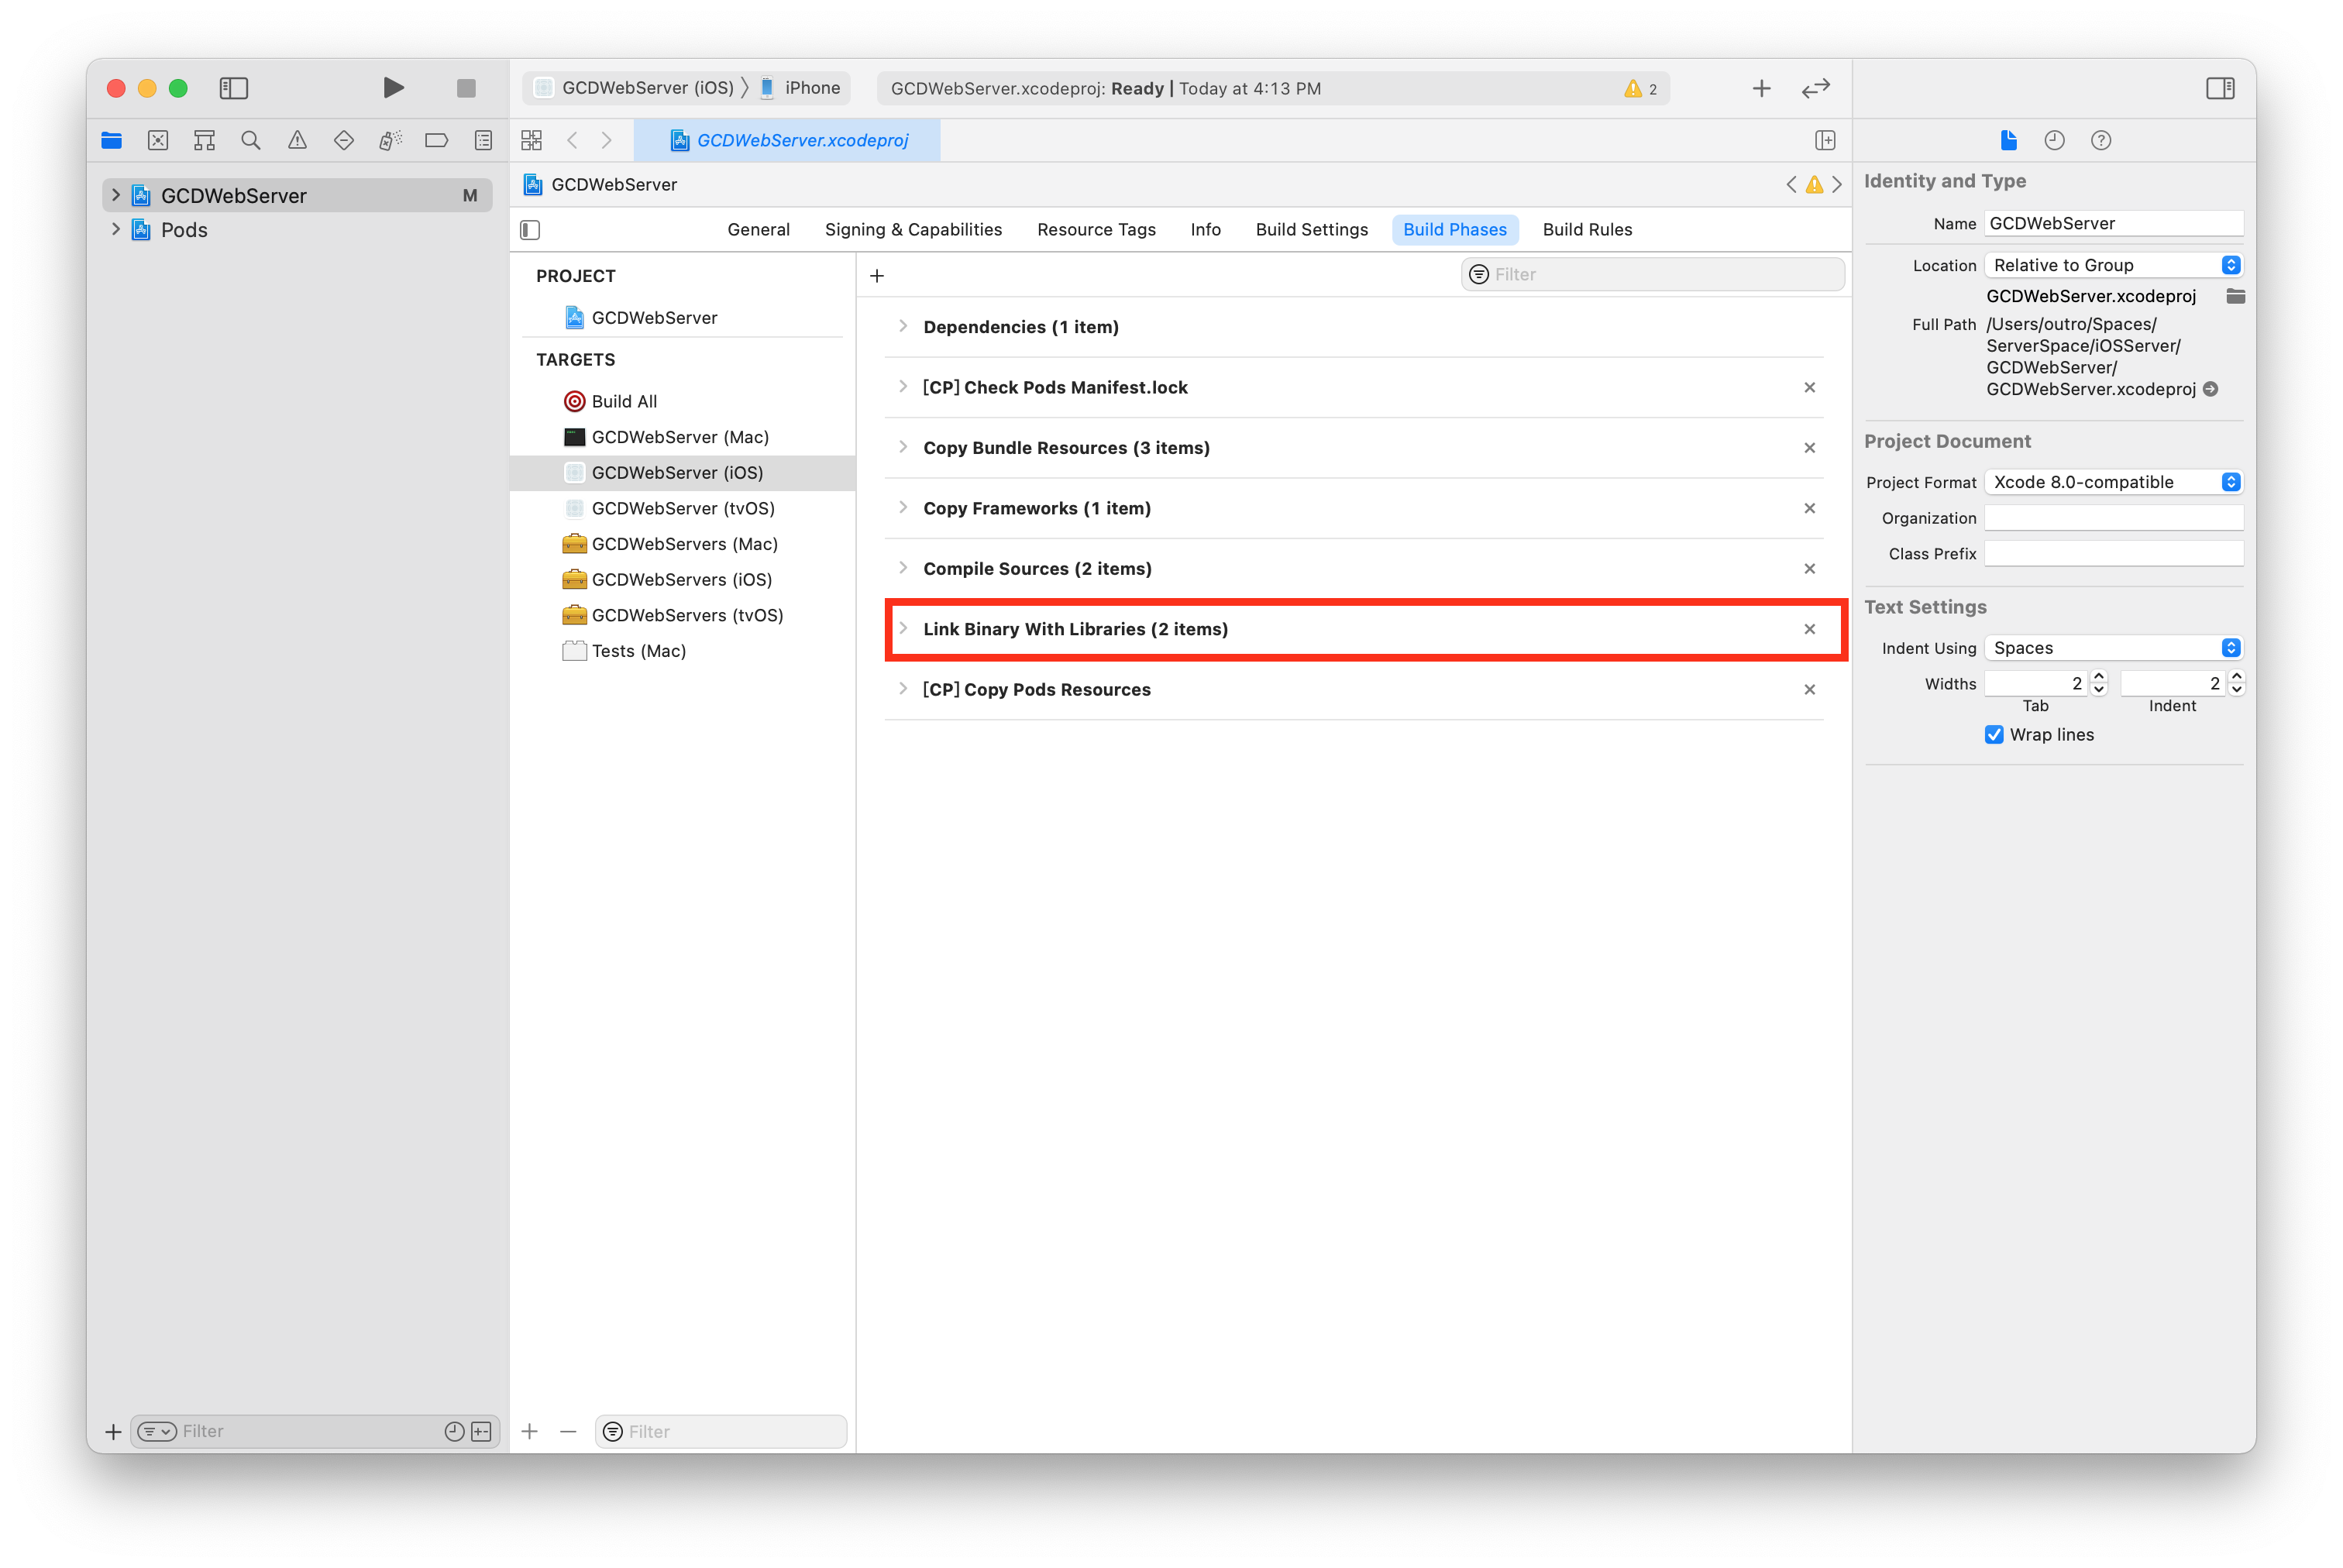 GCDWebServer (iOS) 〉 iPhone
GCDWebServer.xcodeproj: Ready | Today at 4:13 PM
2
GCDWebServer.xcodeproj
GCDWebServer
M
Pods
GCDWebServer
General
Signing & Capabilities
Resource Tags
Info
Build Settings
Build Phases
Build Rules
PROJECT
GCDWebServer
TARGETS
Build All
GCDWebServer (Mac)
GCDWebServer (iOS)
GCDWebServer (tvOS)
GCDWebServers (Mac)
GCDWebServers (iOS)
GCDWebServers (tvOS)
Tests (Mac)
Filter
Dependencies (1 item)
[CP] Check Pods Manifest.lock
Copy Bundle Resources (3 items)
Copy Frameworks (1 item)
Compile Sources (2 items)
Link Binary With Libraries (2 items)
[CP] Copy Pods Resources
Identity and Type
Name GCDWebServer
Location Relative to Group
GCDWebServer.xcodeproj
Full Path /Users/outro/Spaces/
ServerSpace/iOSServer/
GCDWebServer/
GCDWebServer.xcodeproj
Project Document
Project Format Xcode 8.0-compatible
Organization
Class Prefix
Text Settings
Indent Using Spaces
Widths 2 2
Tab Indent
Wrap lines
Filter
Filter